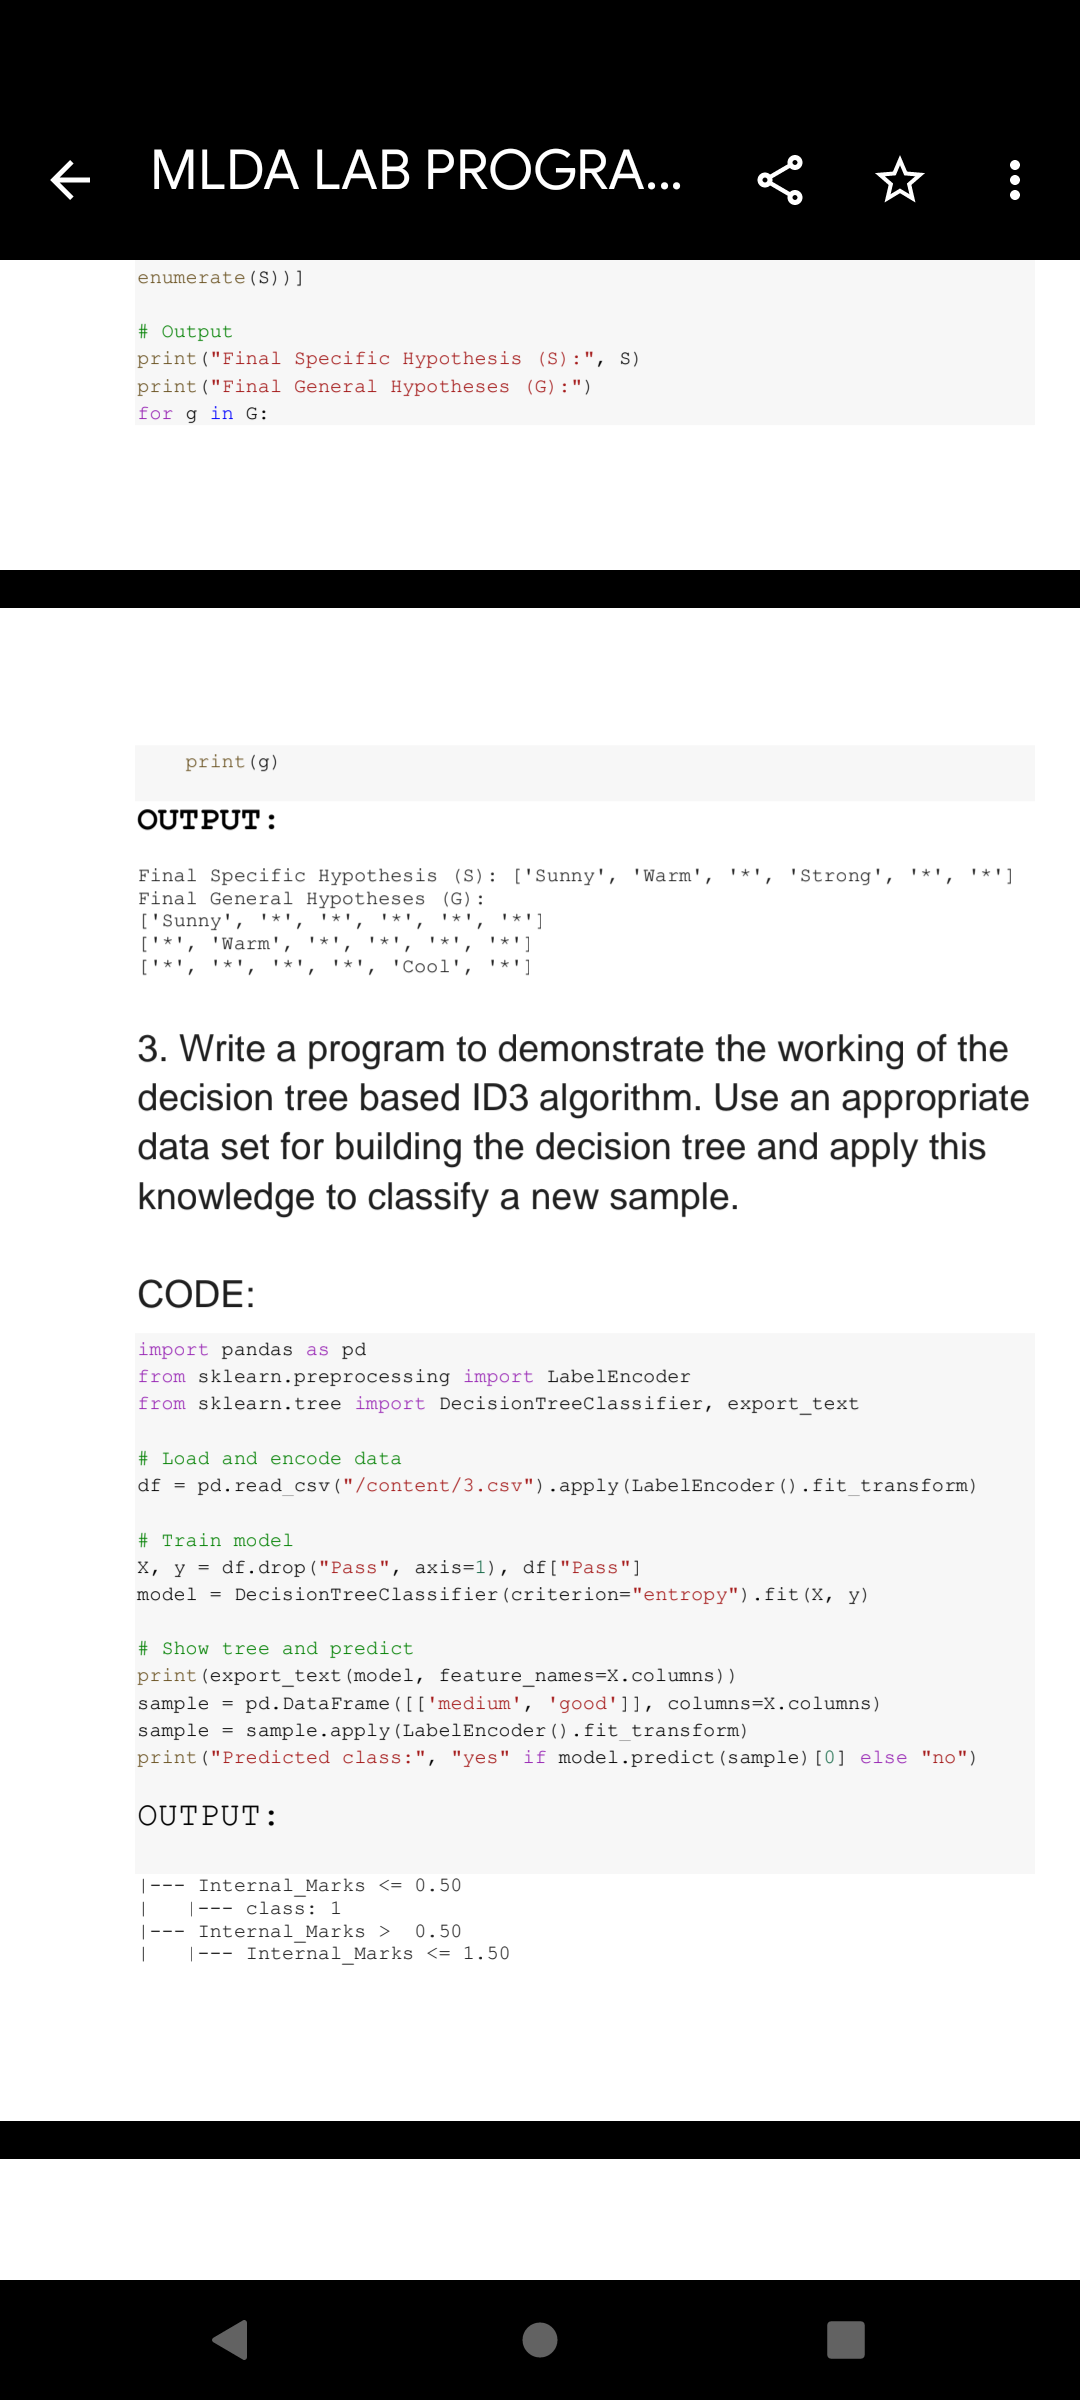 MLDA LAB PROGRA...
enumerate(S))]
# Output
print("Final Specific Hypothesis (S):", S)
print("Final General Hypotheses (G):")
for g in G:
    print(g)
OUTPUT:
Final Specific Hypothesis (S): ['Sunny', 'Warm', '*', 'Strong', '*', '*']
Final General Hypotheses (G):
['Sunny', '*', '*', '*', '*', '*']
['*', 'Warm', '*', '*', '*', '*']
['*', '*', '*', '*', 'Cool', '*']
3. Write a program to demonstrate the working of the
decision tree based ID3 algorithm. Use an appropriate
data set for building the decision tree and apply this
knowledge to classify a new sample.
CODE:
import pandas as pd
from sklearn.preprocessing import LabelEncoder
from sklearn.tree import DecisionTreeClassifier, export_text
# Load and encode data
df = pd.read_csv("/content/3.csv").apply(LabelEncoder().fit_transform)
# Train model
X, y = df.drop("Pass", axis=1), df["Pass"]
model = DecisionTreeClassifier(criterion="entropy").fit(X, y)
# Show tree and predict
print(export_text(model, feature_names=X.columns))
sample = pd.DataFrame([['medium', 'good']], columns=X.columns)
sample = sample.apply(LabelEncoder().fit_transform)
print("Predicted class:", "yes" if model.predict(sample)[0] else "no")
OUTPUT:
|--- Internal_Marks <= 0.50
|   |--- class: 1
|--- Internal_Marks >  0.50
|   |--- Internal_Marks <= 1.50